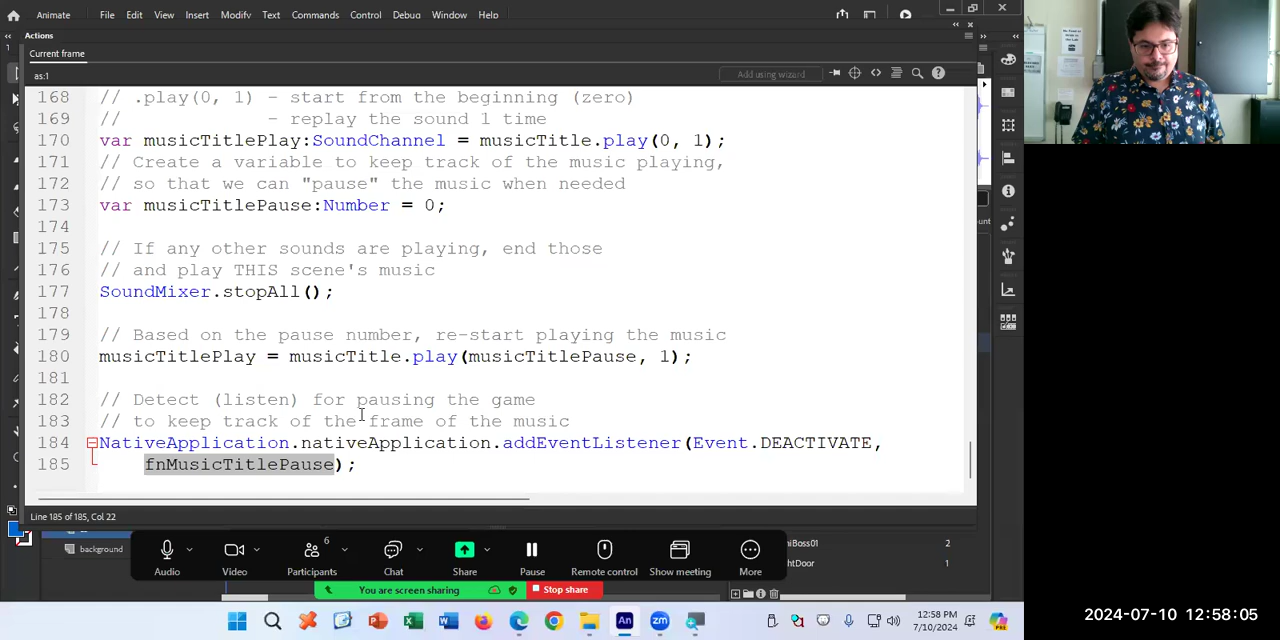 Animate File Edit View Insert Modify Text Commands Control Debug Window Help
Actions
Current frame
as:1
Add using wizard
168 // .play(0, 1) - start from the beginning (zero)
169 // - replay the sound 1 time
170 var musicTitlePlay:SoundChannel = musicTitle.play(0, 1);
171 // Create a variable to keep track of the music playing,
172 // so that we can "pause" the music when needed
173 var musicTitlePause:Number = 0;
174
175 // If any other sounds are playing, end those
176 // and play THIS scene's music
177 SoundMixer.stopAll();
178
179 // Based on the pause number, re-start playing the music
180 musicTitlePlay = musicTitle.play(musicTitlePause, 1);
181
182 // Detect (listen) for pausing the game
183 // to keep track of the frame of the music
184 NativeApplication.nativeApplication.addEventListener(Event.DEACTIVATE,
185 fnMusicTitlePause);
Line 185 of 185, Col 22
background
niBoss01 2
htDoor 1
6
Audio Video Participants Chat Share Pause Remote control Show meeting More
You are screen sharing Stop share
12:58 PM
7/10/2024
2024-07-10 12:58:05